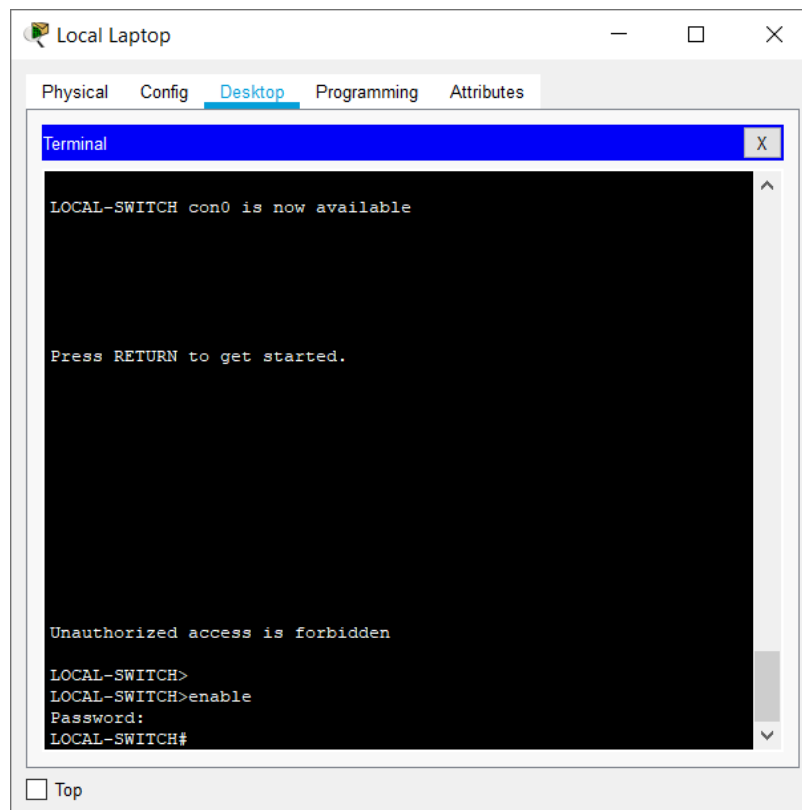 Local Laptop
Physical Config Desktop Programming Attributes
Terminal X
LOCAL-SWITCH con0 is now available
Press RETURN to get started.
Unauthorized access is forbidden
LOCAL-SWITCH>
LOCAL-SWITCH>enable
Password:
LOCAL-SWITCH#
Top